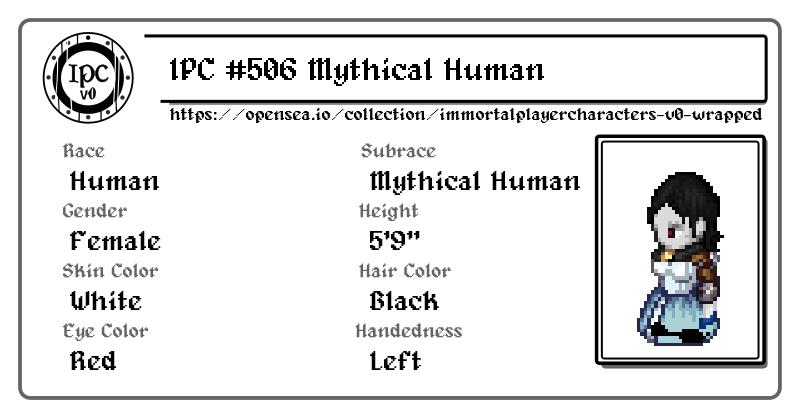 IPC
v0
IPC #506 Mythical Human
https://opensea.io/collection/immortalplayercharacters-v0-wrapped
Race
Subrace
Human
Mythical Human
Gender
Height
Female
5'9"
Skin Color
Hair Color
White
Black
Eye Color
Handedness
Red
Left